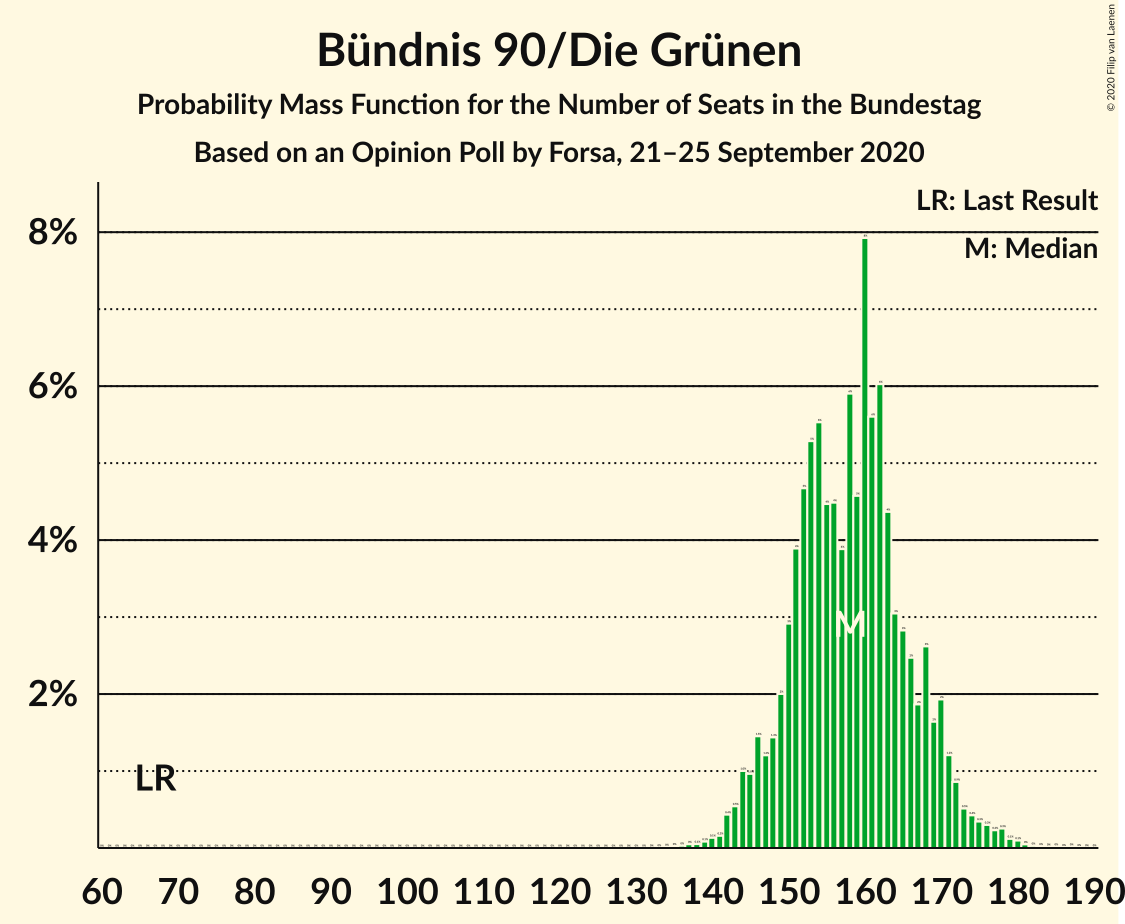 Bündnis 90/Die Grünen
Probability Mass Function for the Number of Seats in the Bundestag
Based on an Opinion Poll by Forsa, 21–25 September 2020
© 2020 Filip van Laenen
LR: Last Result
M: Median
8%
6%
4%
2%
M
LR
60 70 80 90 100 110 120 130 140 150 160 170 180 190